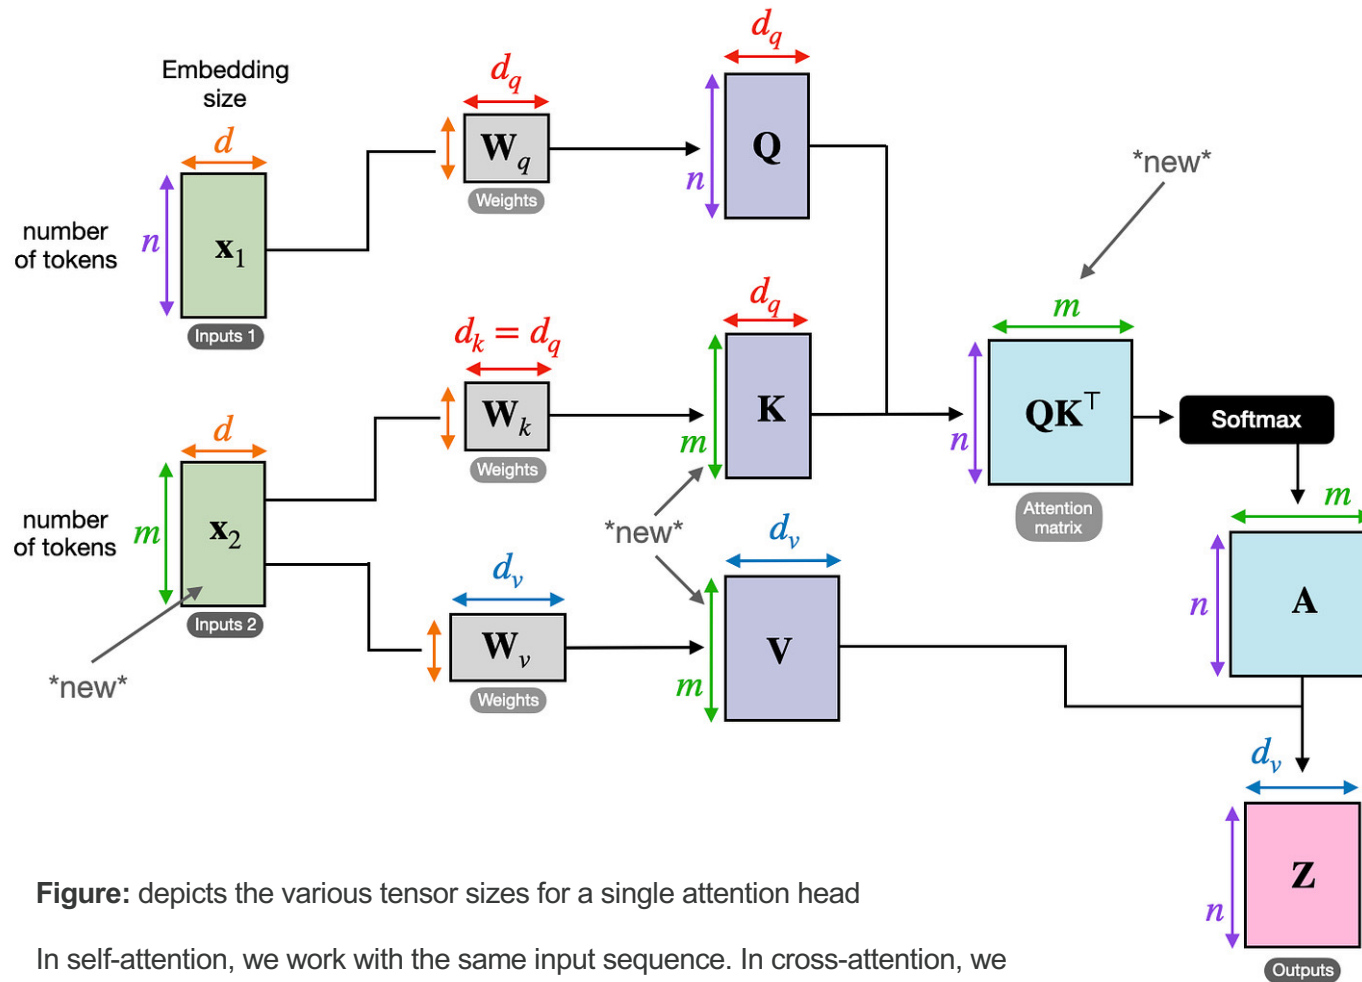 Embedding
size
d
number
of tokens
n
x₁
Inputs 1
d_q
W_q
Weights
d_q
n
Q
*new*
d_k = d_q
W_k
Weights
d_q
m
K
m
n
QK⊤
Attention
matrix
Softmax
d
number
of tokens
m
x₂
Inputs 2
*new*
*new*
d_v
W_v
Weights
d_v
m
V
m
n
A
d_v
n
Z
Outputs
Figure: depicts the various tensor sizes for a single attention head
In self-attention, we work with the same input sequence. In cross-attention, we